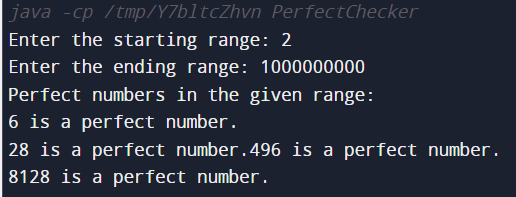 java -cp /tmp/Y7bltcZhvn PerfectChecker
Enter the starting range: 2
Enter the ending range: 1000000000
Perfect numbers in the given range:
6 is a perfect number.
28 is a perfect number.496 is a perfect number.
8128 is a perfect number.